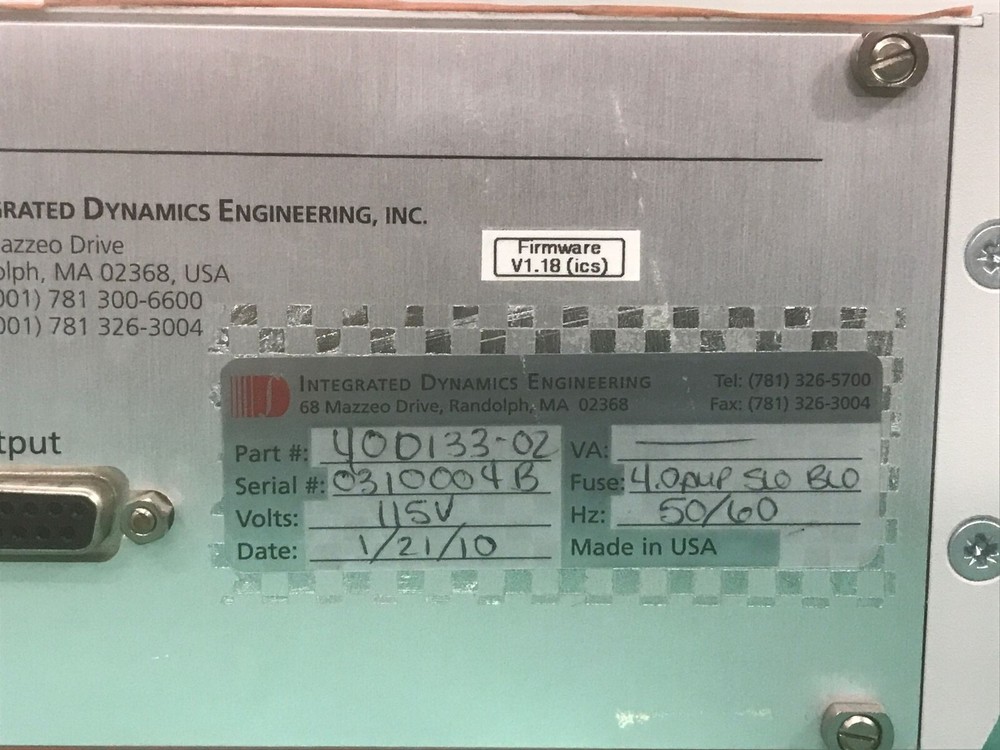 GRATED DYNAMICS ENGINEERING, INC.
azzeo Drive
olph, MA 02368, USA
001) 781 300-6600
001) 781 326-3004
Firmware
V1.18 (ics)
tput
INTEGRATED DYNAMICS ENGINEERING
68 Mazzeo Drive, Randolph, MA 02368
Tel: (781) 326-5700
Fax: (781) 326-3004
Part #: 400133-02
Serial #: 0310004B
Volts: 115V
Date: 1/21/10
VA: —
Fuse: 4.0AMP SLO BLO
Hz: 50/60
Made in USA